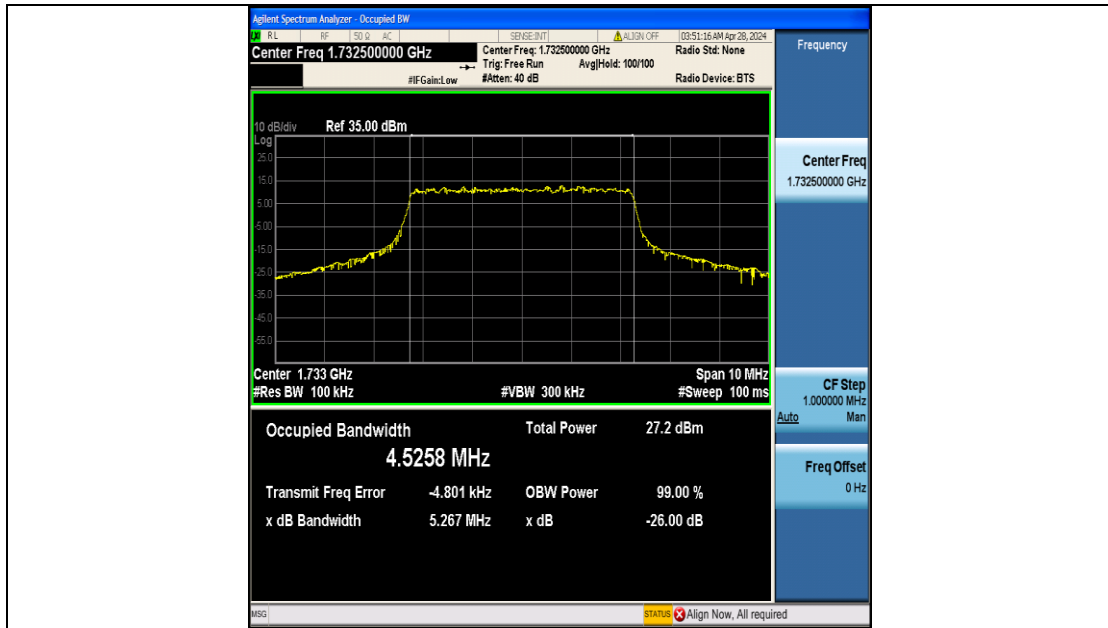 Agilent Spectrum Analyzer - Occupied BW
RL RF 50 Ω AC SENSE:INT ALIGN OFF 03:51:16 AM Apr 28, 2024
Center Freq 1.732500000 GHz
Center Freq: 1.732500000 GHz Radio Std: None
Trig: Free Run Avg|Hold: 100/100
#IFGain:Low #Atten: 40 dB Radio Device: BTS
10 dB/div Ref 35.00 dBm
Log
25.0
15.0
5.00
-5.00
-15.0
-25.0
-35.0
-45.0
-55.0
Center 1.733 GHz Span 10 MHz
#Res BW 100 kHz #VBW 300 kHz #Sweep 100 ms
Occupied Bandwidth Total Power 27.2 dBm
4.5258 MHz
Transmit Freq Error -4.801 kHz OBW Power 99.00 %
x dB Bandwidth 5.267 MHz x dB -26.00 dB
MSG STATUS Align Now, All required
Frequency
Center Freq
1.732500000 GHz
CF Step
1.000000 MHz
Auto Man
Freq Offset
0 Hz